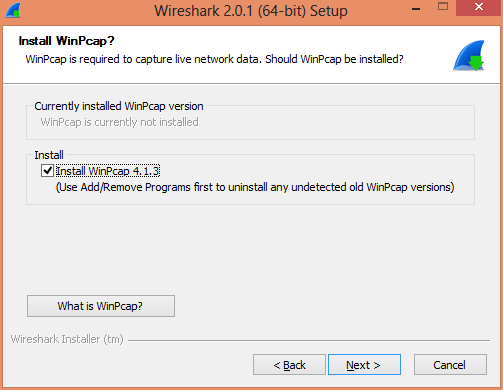 Wireshark 2.0.1 (64-bit) Setup
Install WinPcap?
WinPcap is required to capture live network data. Should WinPcap be installed?
Currently installed WinPcap version
WinPcap is currently not installed
Install
Install WinPcap 4.1.3
(Use Add/Remove Programs first to uninstall any undetected old WinPcap versions)
What is WinPcap?
Wireshark Installer (tm)
< Back
Next >
Cancel